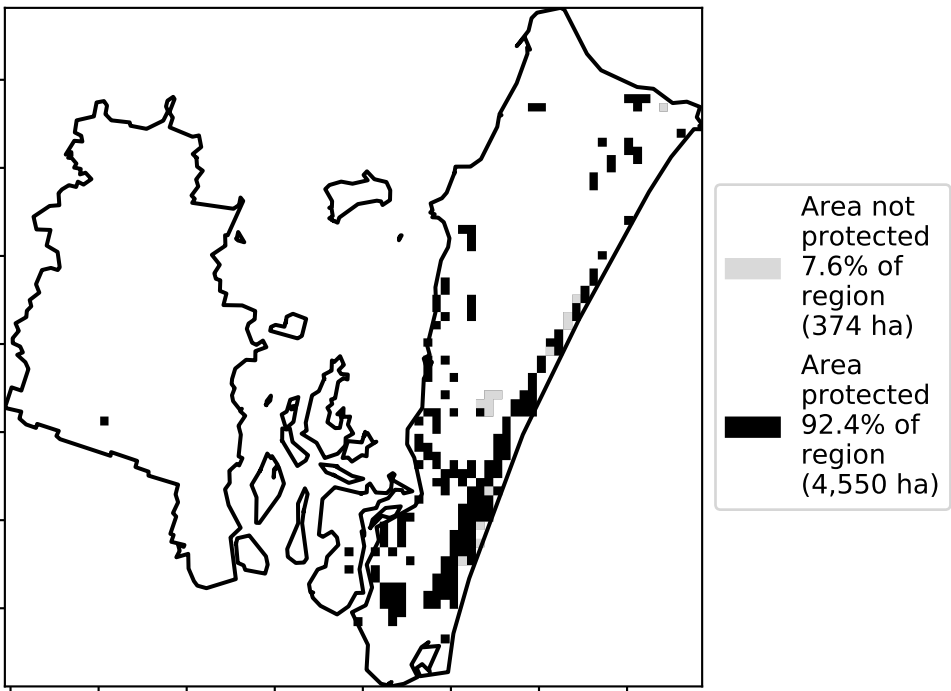 Area not
protected
7.6% of
region
(374 ha)
Area
protected
92.4% of
region
(4,550 ha)